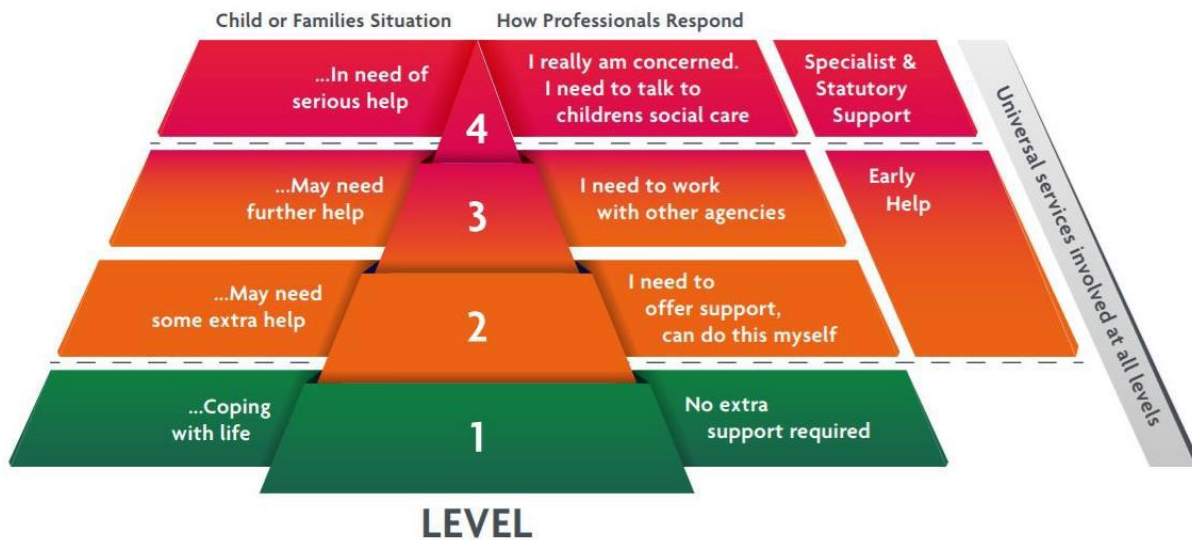 Child or Families Situation
How Professionals Respond
...In need of
serious help
4
I really am concerned.
I need to talk to
childrens social care
Specialist &
Statutory
Support
...May need
further help
3
I need to work
with other agencies
Early
Help
...May need
some extra help
2
I need to
offer support,
can do this myself
...Coping
with life
1
No extra
support required
Universal services involved at all levels
LEVEL